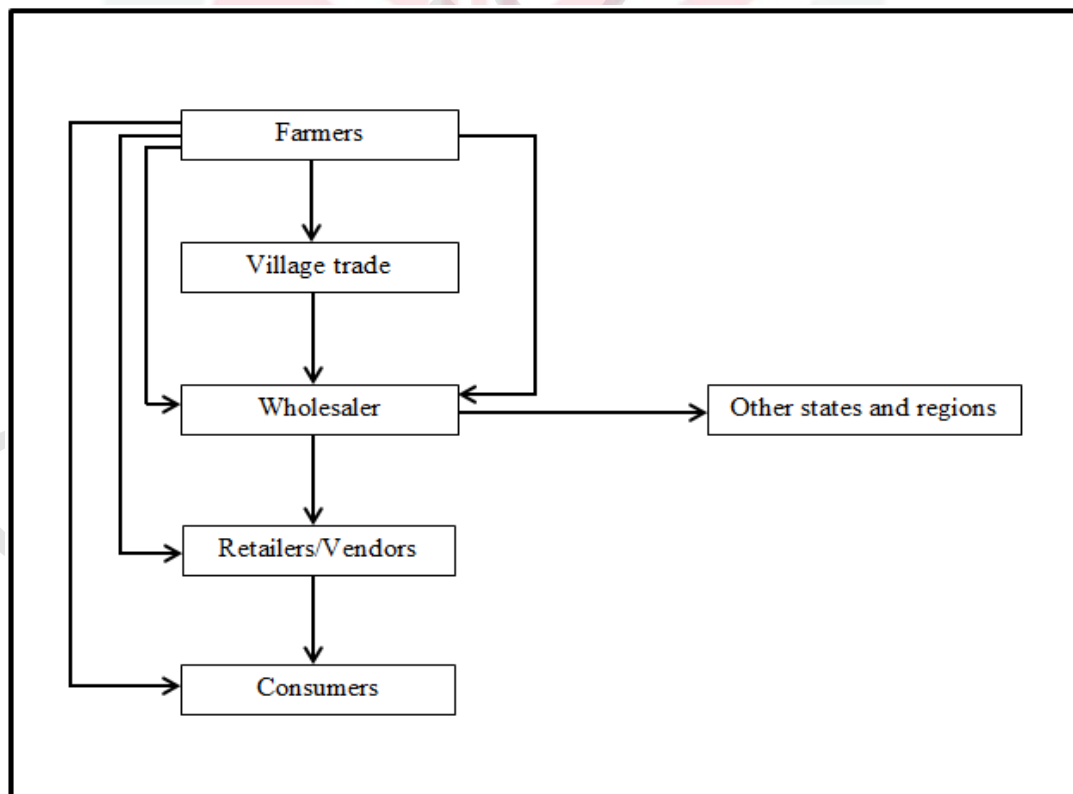 Farmers
Village trade
Wholesaler
Other states and regions
Retailers/Vendors
Consumers